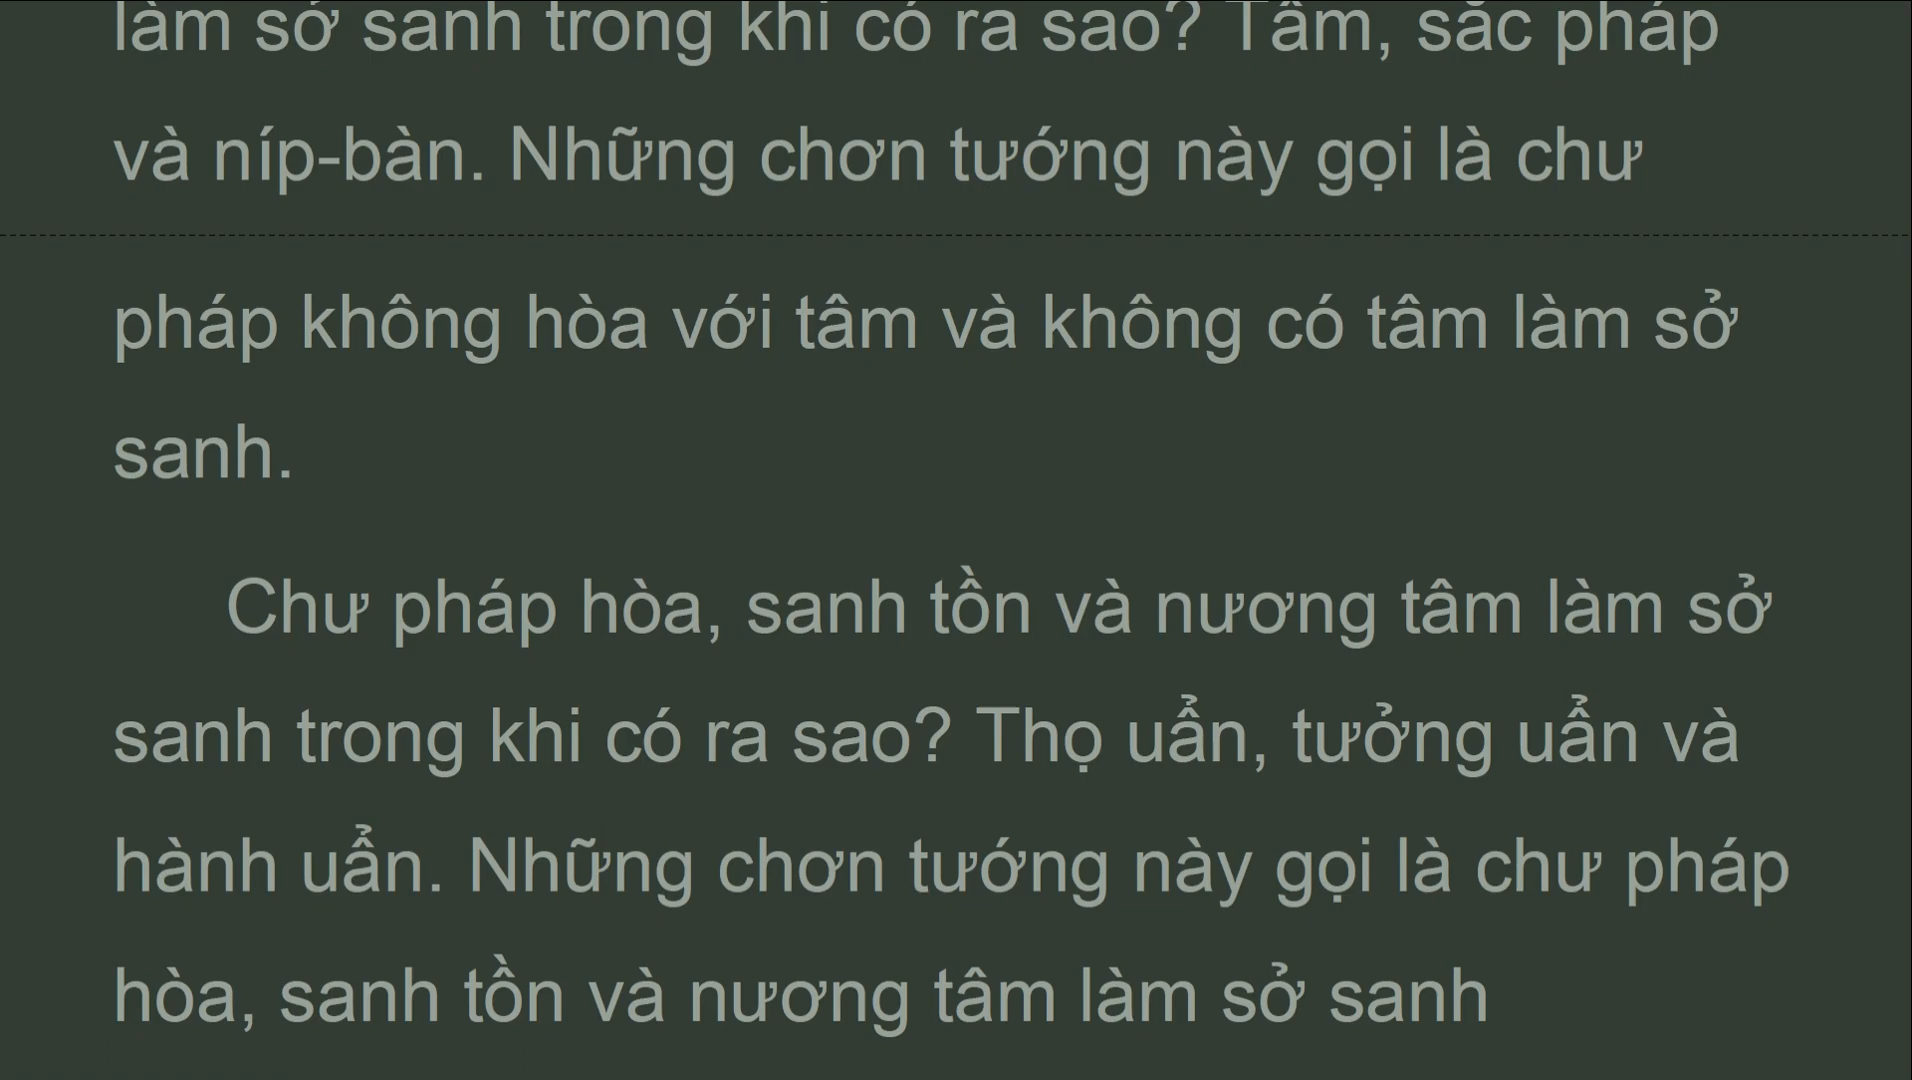 làm sở sanh trong khi có ra sao? Tâm, sắc pháp
và níp-bàn. Những chơn tướng này gọi là chư
pháp không hòa với tâm và không có tâm làm sở
sanh.
Chư pháp hòa, sanh tồn và nương tâm làm sở
sanh trong khi có ra sao? Thọ uẩn, tưởng uẩn và
hành uẩn. Những chơn tướng này gọi là chư pháp
hòa, sanh tồn và nương tâm làm sở sanh